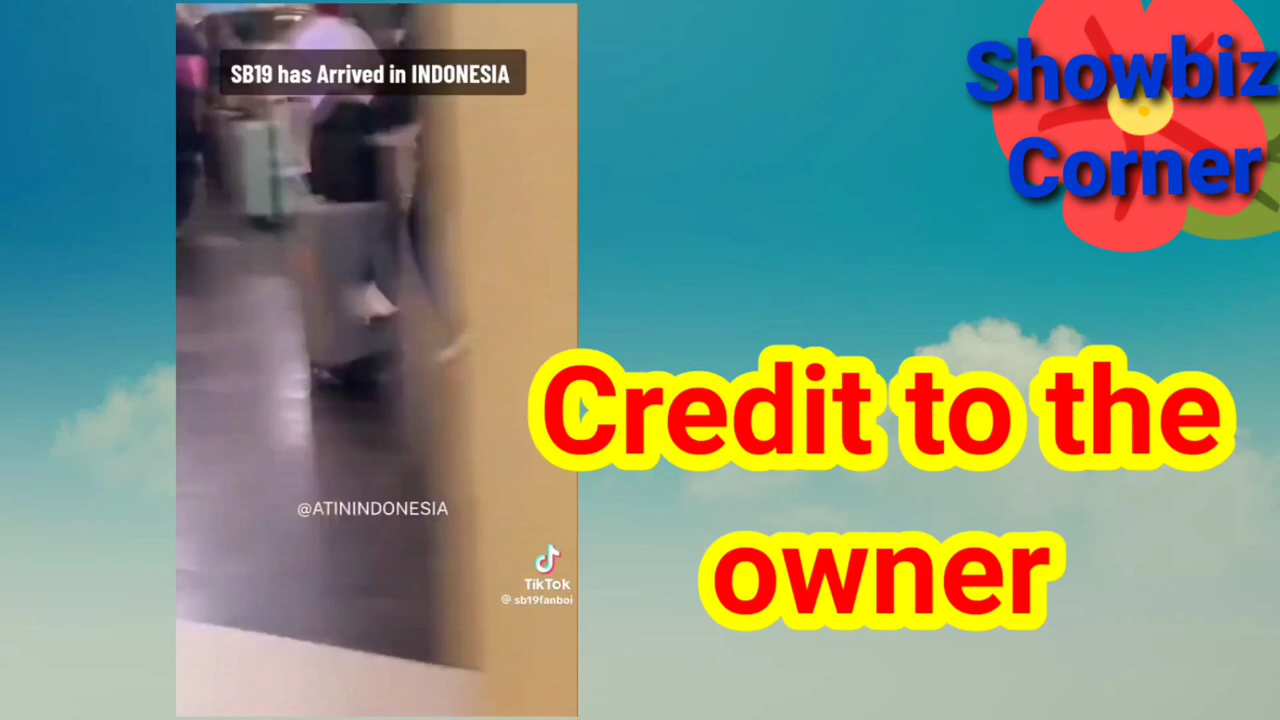 SB19 has Arrived in INDONESIA
Showbiz
Corner
Credit to the
owner
@ATININDONESIA
TikTok
@ sb19fanboi